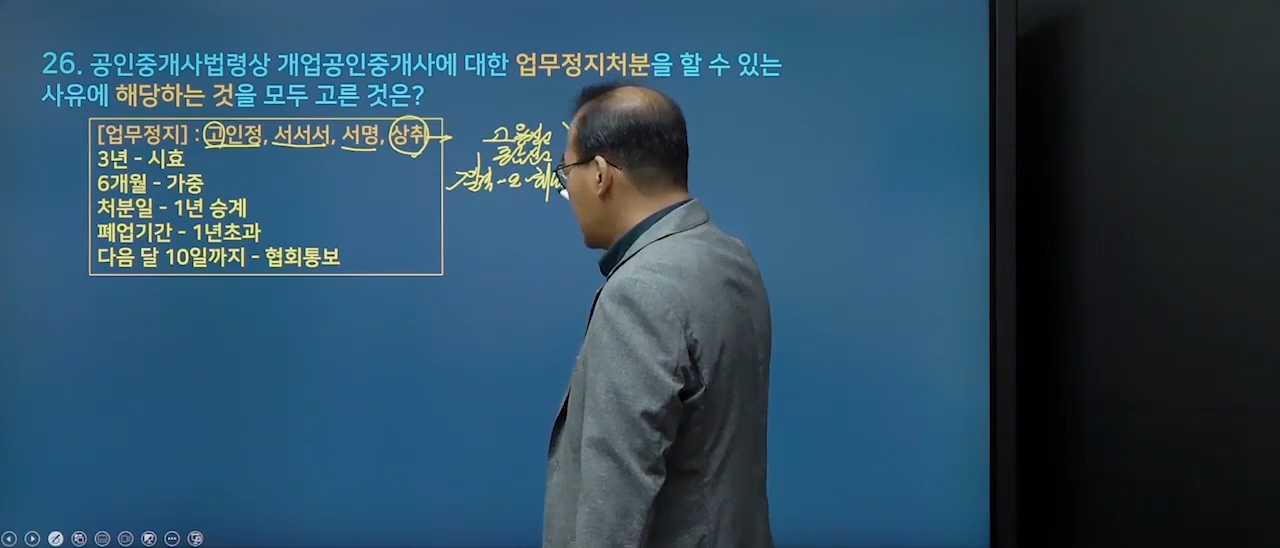 26. 공인중개사법령상 개업공인중개사에 대한 업무정지처분을 할 수 있는
사유에 해당하는 것을 모두 고른 것은?
[업무정지] : 고인정, 서서서, 서명, 상취
3년 - 시효
6개월 - 가중
처분일 - 1년 승계
폐업기간 - 1년초과
다음 달 10일까지 - 협회통보